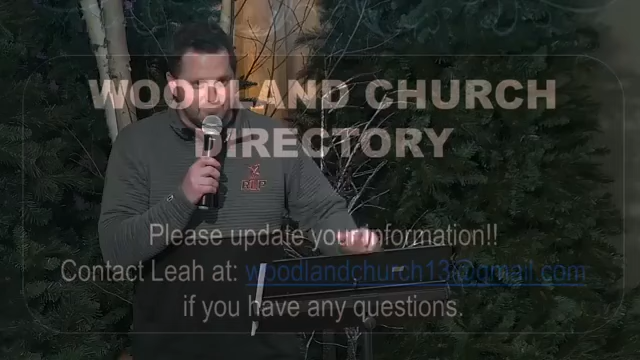 WOODLAND CHURCH
DIRECTORY
Please update your information!!
Contact Leah at: woodlandchurch13@gmail.com
if you have any questions.